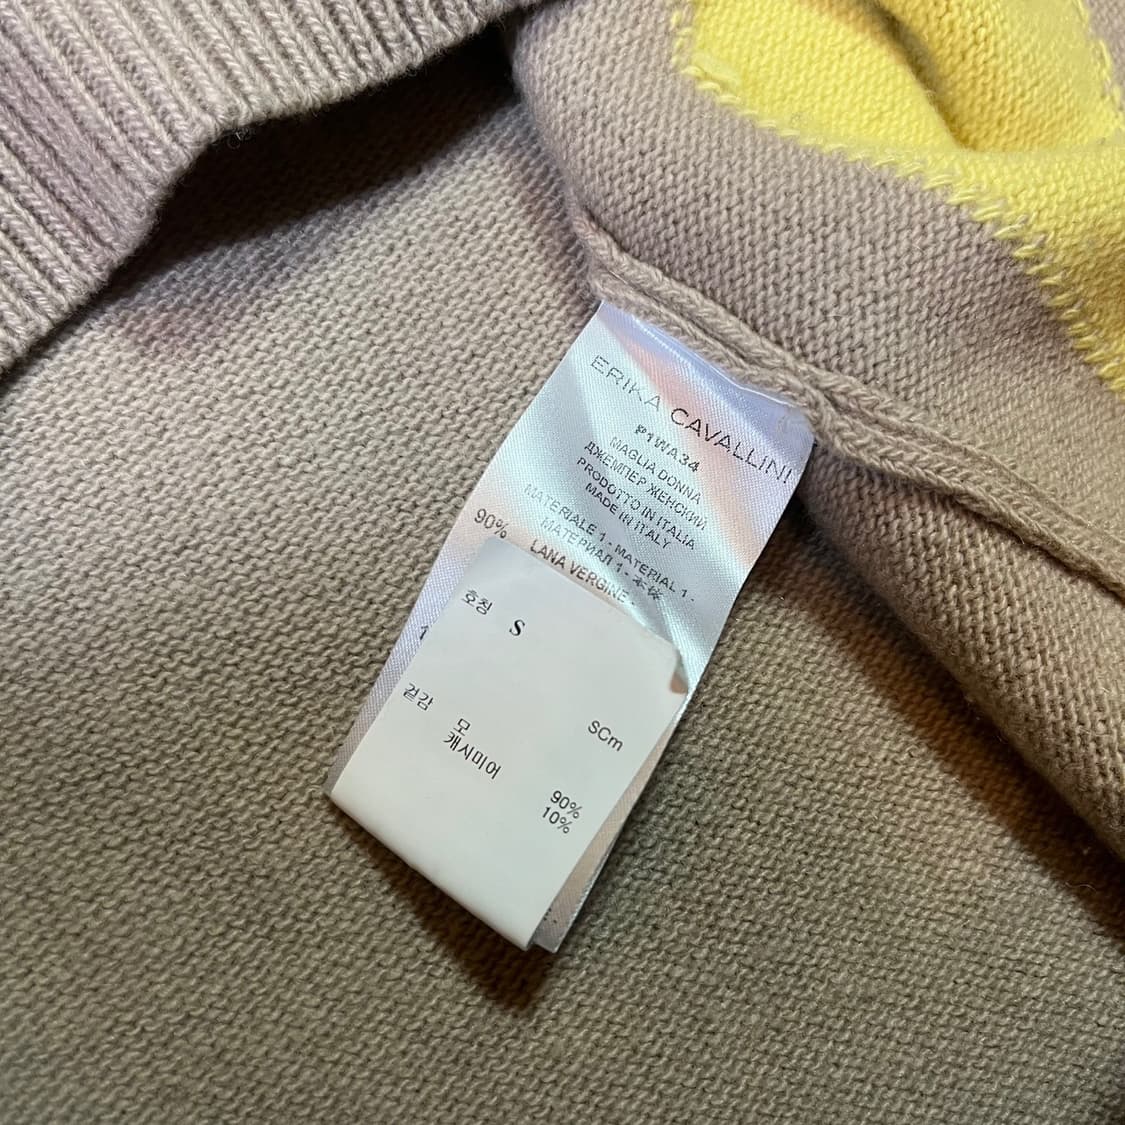 ERIKA CAVALLINI
P1WA34
MAGLIA DONNA
ДЖЕМПЕР ЖЕНСКИЙ
PRODOTTO IN ITALIA
MADE IN ITALY
MATERIALE 1 - MATERIAL 1 -
МАТЕРИАЛ 1 - 本体
90% LANA VERGINE -
호칭 S
SCm
겉감
모 90%
캐시미어 10%